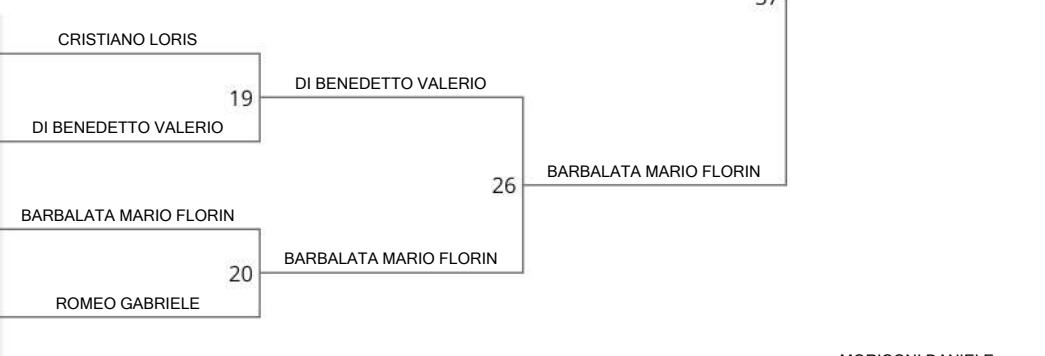 37
CRISTIANO LORIS
DI BENEDETTO VALERIO
19
DI BENEDETTO VALERIO
BARBALATA MARIO FLORIN
26
BARBALATA MARIO FLORIN
BARBALATA MARIO FLORIN
20
ROMEO GABRIELE